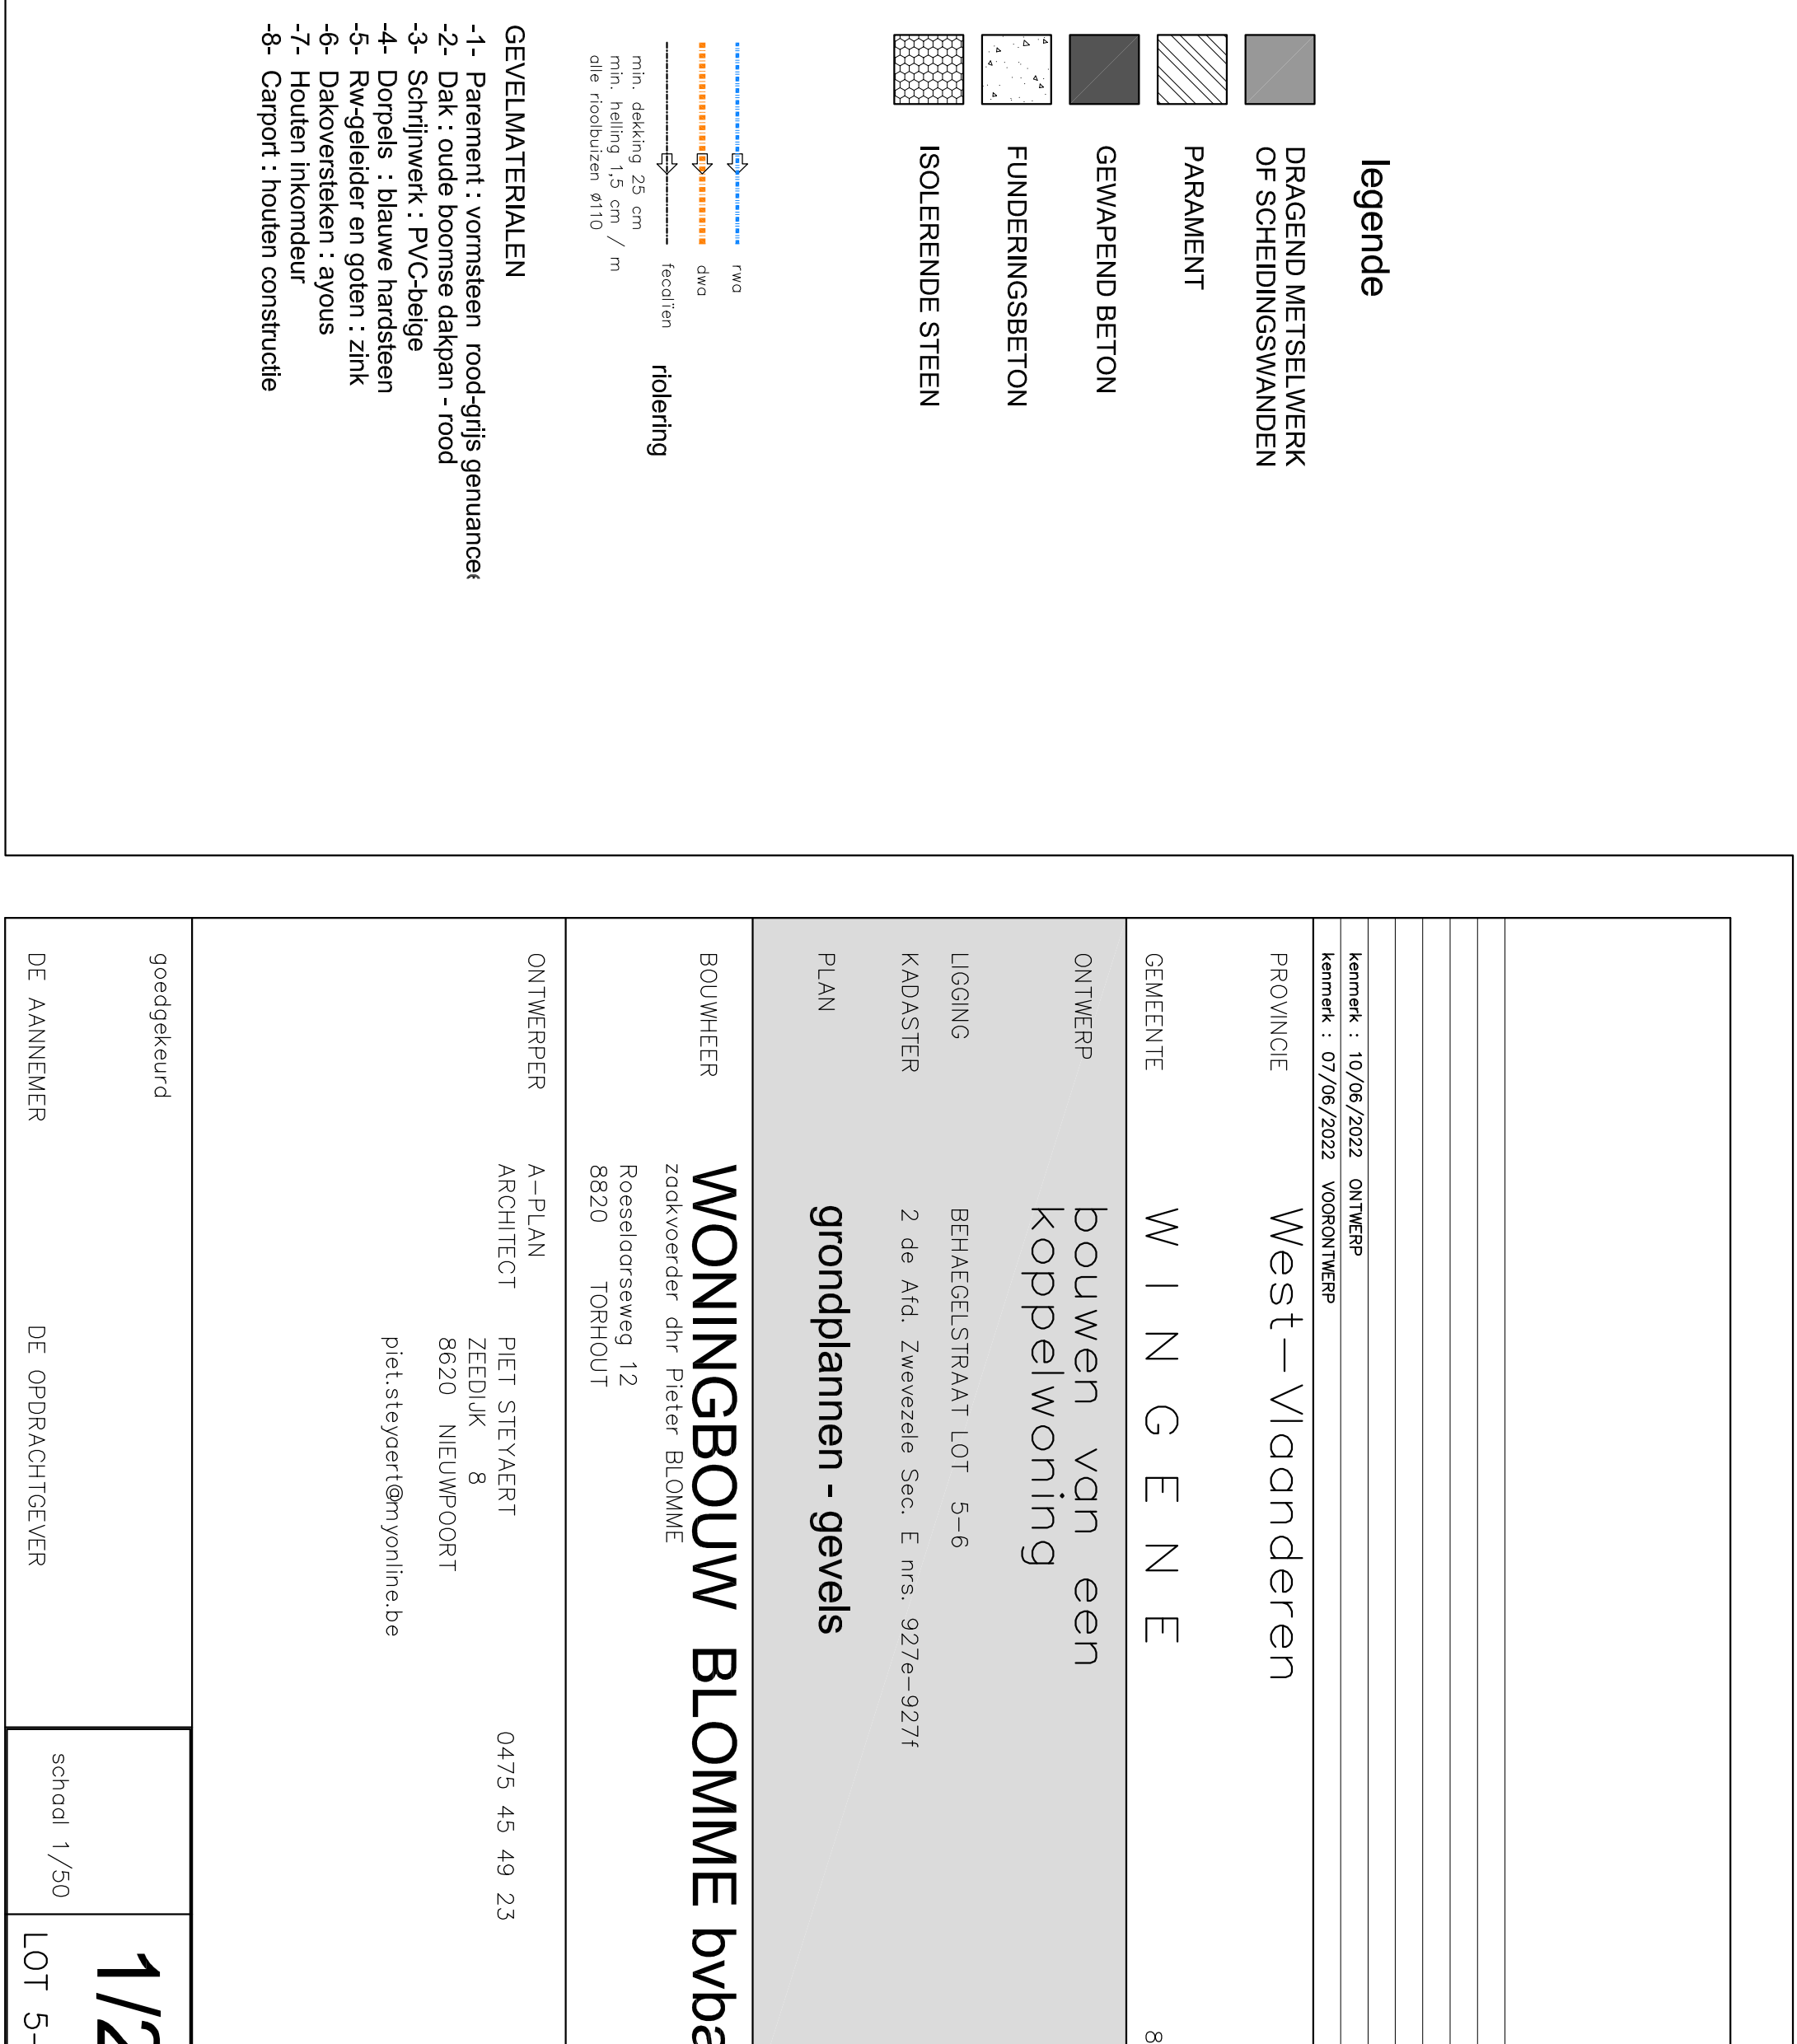 legende
DRAGEND METSELWERK
OF SCHEIDINGSWANDEN
PARAMENT
GEWAPEND BETON
FUNDERINGSBETON
ISOLERENDE STEEN
rwa
dwa
fecaliën
riolering
min. dekking 25 cm
min. helling 1,5 cm / m
alle rioolbuizen ø110
GEVELMATERIALEN
-1- Parement : vormsteen rood-grijs genuancee
-2- Dak : oude boomse dakpan - rood
-3- Schrijnwerk : PVC-beige
-4- Dorpels : blauwe hardsteen
-5- Rw-geleider en goten : zink
-6- Dakoversteken : ayous
-7- Houten inkomdeur
-8- Carport : houten constructie
kenmerk : 10/06/2022 ONTWERP
kenmerk : 07/06/2022 VOORONTWERP
PROVINCIE West-Vlaanderen
GEMEENTE W I N G E N E 8
ONTWERP bouwen van een
koppelwoning
LIGGING BEHAEGELSTRAAT LOT 5-6
KADASTER 2 de Afd. Zwevezele Sec. E nrs. 927e-927f
PLAN grondplannen - gevels
BOUWHEER WONINGBOUW BLOMME bvba
zaakvoerder dhr Pieter BLOMME
Roeselaarseweg 12
8820 TORHOUT
ONTWERPER A-PLAN
ARCHITECT PIET STEYAERT 0475 45 49 23
ZEEDIJK 8
8620 NIEUWPOORT
piet.steyaert@myonline.be
goedgekeurd
DE AANNEMER DE OPDRACHTGEVER
schaal 1/50
1/2
LOT 5-